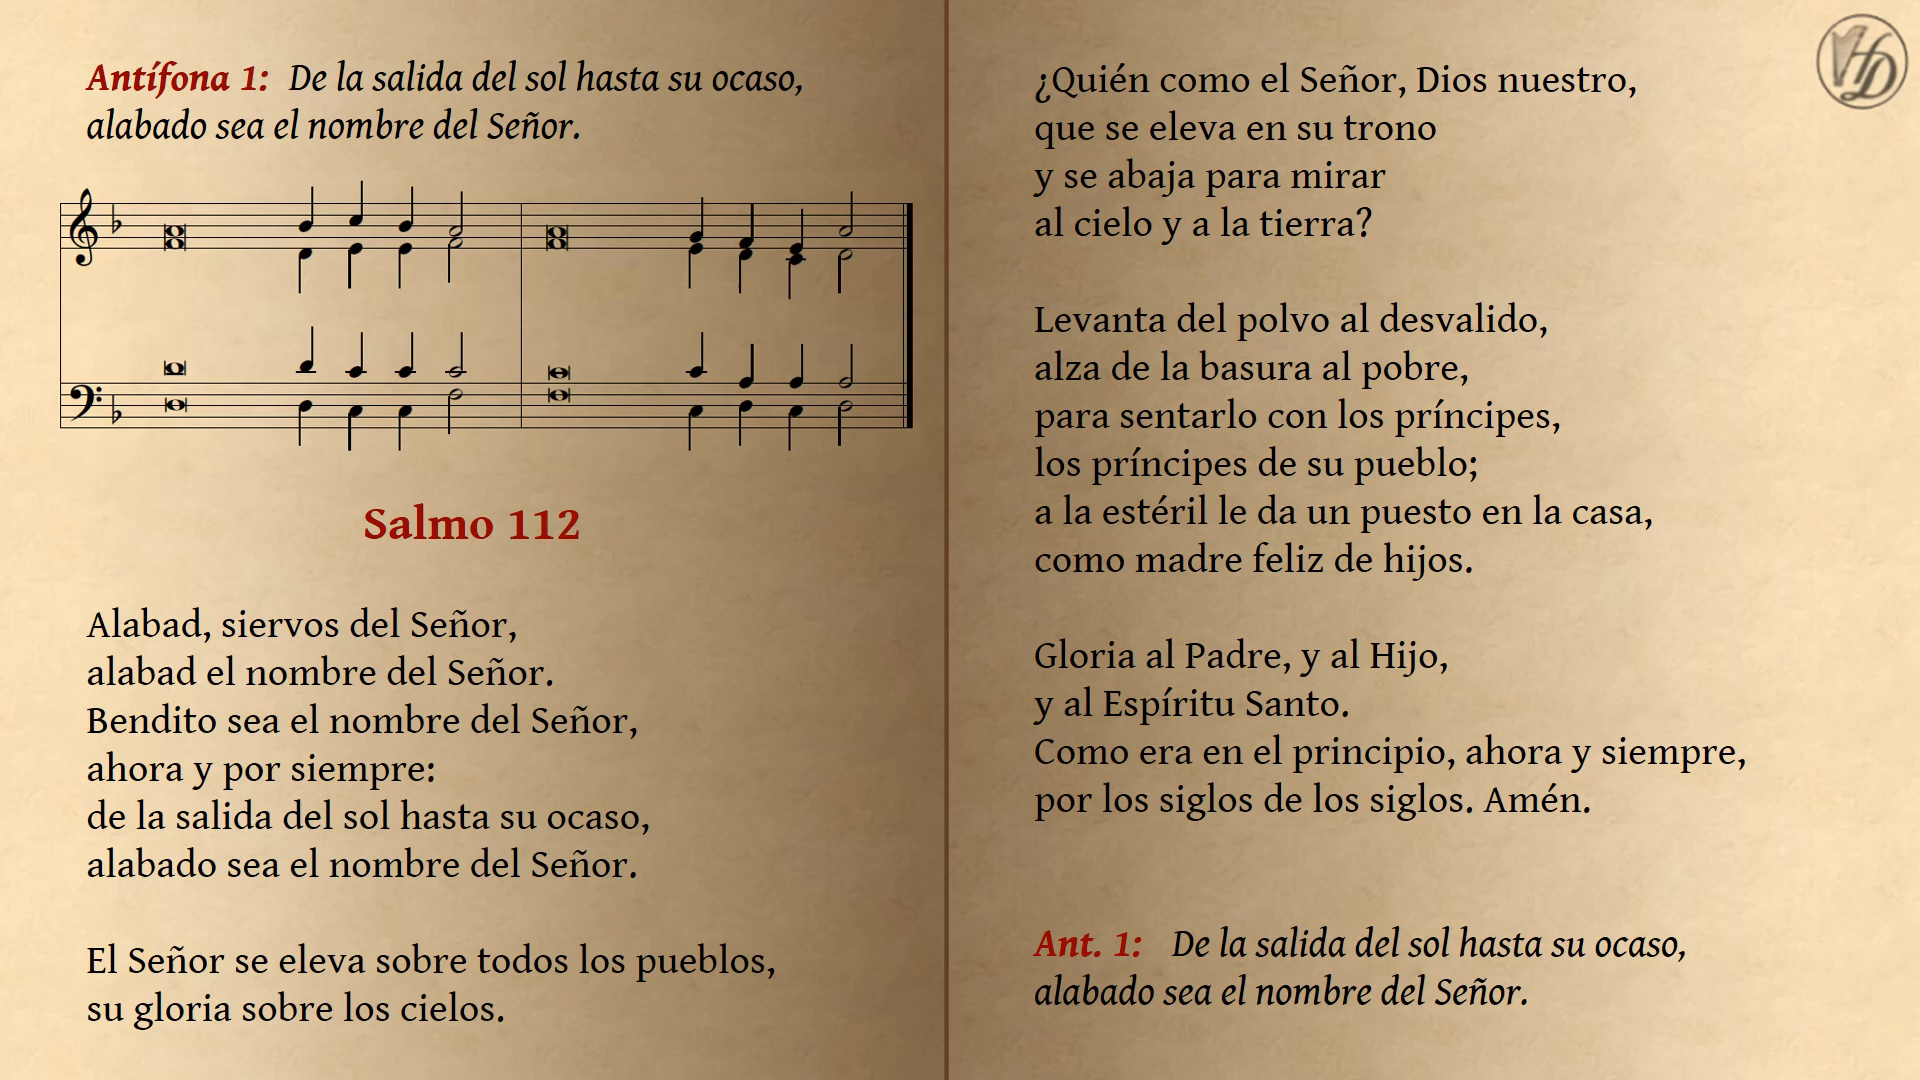 Antífona 1: De la salida del sol hasta su ocaso,
alabado sea el nombre del Señor.
Salmo 112
Alabad, siervos del Señor,
alabad el nombre del Señor.
Bendito sea el nombre del Señor,
ahora y por siempre:
de la salida del sol hasta su ocaso,
alabado sea el nombre del Señor.
El Señor se eleva sobre todos los pueblos,
su gloria sobre los cielos.
¿Quién como el Señor, Dios nuestro,
que se eleva en su trono
y se abaja para mirar
al cielo y a la tierra?
Levanta del polvo al desvalido,
alza de la basura al pobre,
para sentarlo con los príncipes,
los príncipes de su pueblo;
a la estéril le da un puesto en la casa,
como madre feliz de hijos.
Gloria al Padre, y al Hijo,
y al Espíritu Santo.
Como era en el principio, ahora y siempre,
por los siglos de los siglos. Amén.
Ant. 1: De la salida del sol hasta su ocaso,
alabado sea el nombre del Señor.
HD